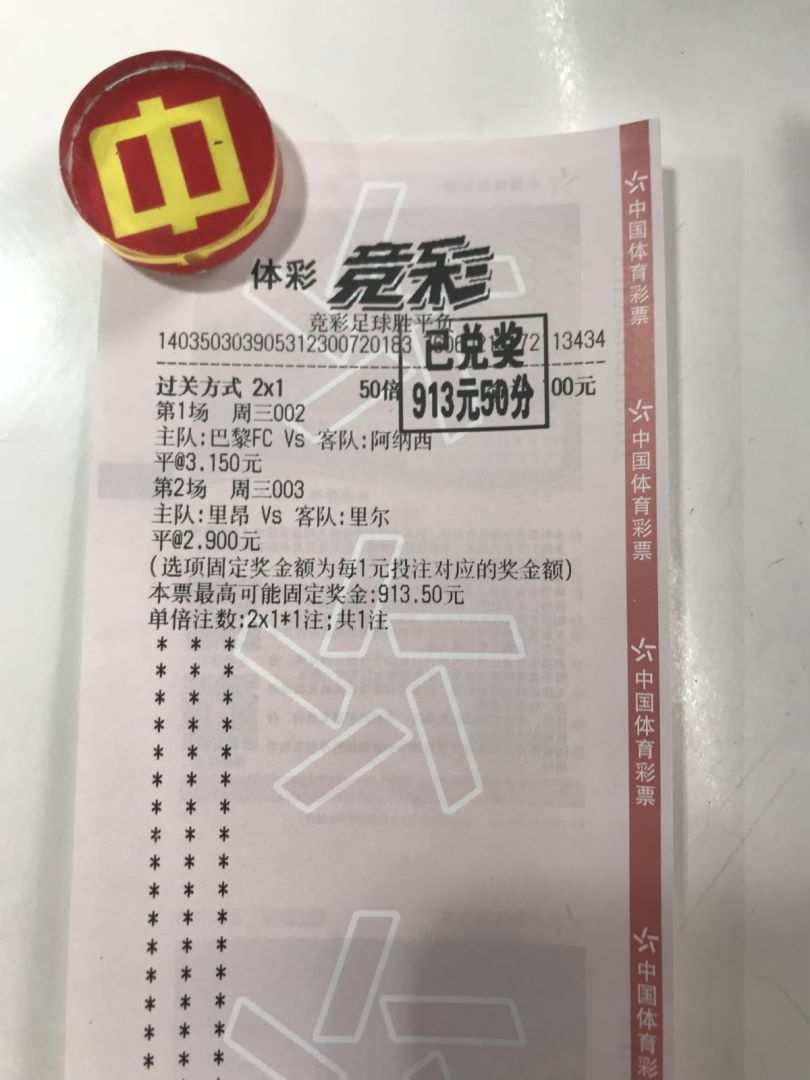 中
体彩 竞彩
竞彩足球胜平负
140350303905312300720183 13434
已兑奖
913元50分
过关方式 2x1 50倍 100元
第1场 周三002
主队:巴黎FC Vs 客队:阿纳西
平@3.150元
第2场 周三003
主队:里昂 Vs 客队:里尔
平@2.900元
(选项固定奖金额为每1元投注对应的奖金额)
本票最高可能固定奖金:913.50元
单倍注数:2x1*1注;共1注
中国体育彩票
中国体育彩票
中国体育彩票
中国体育彩